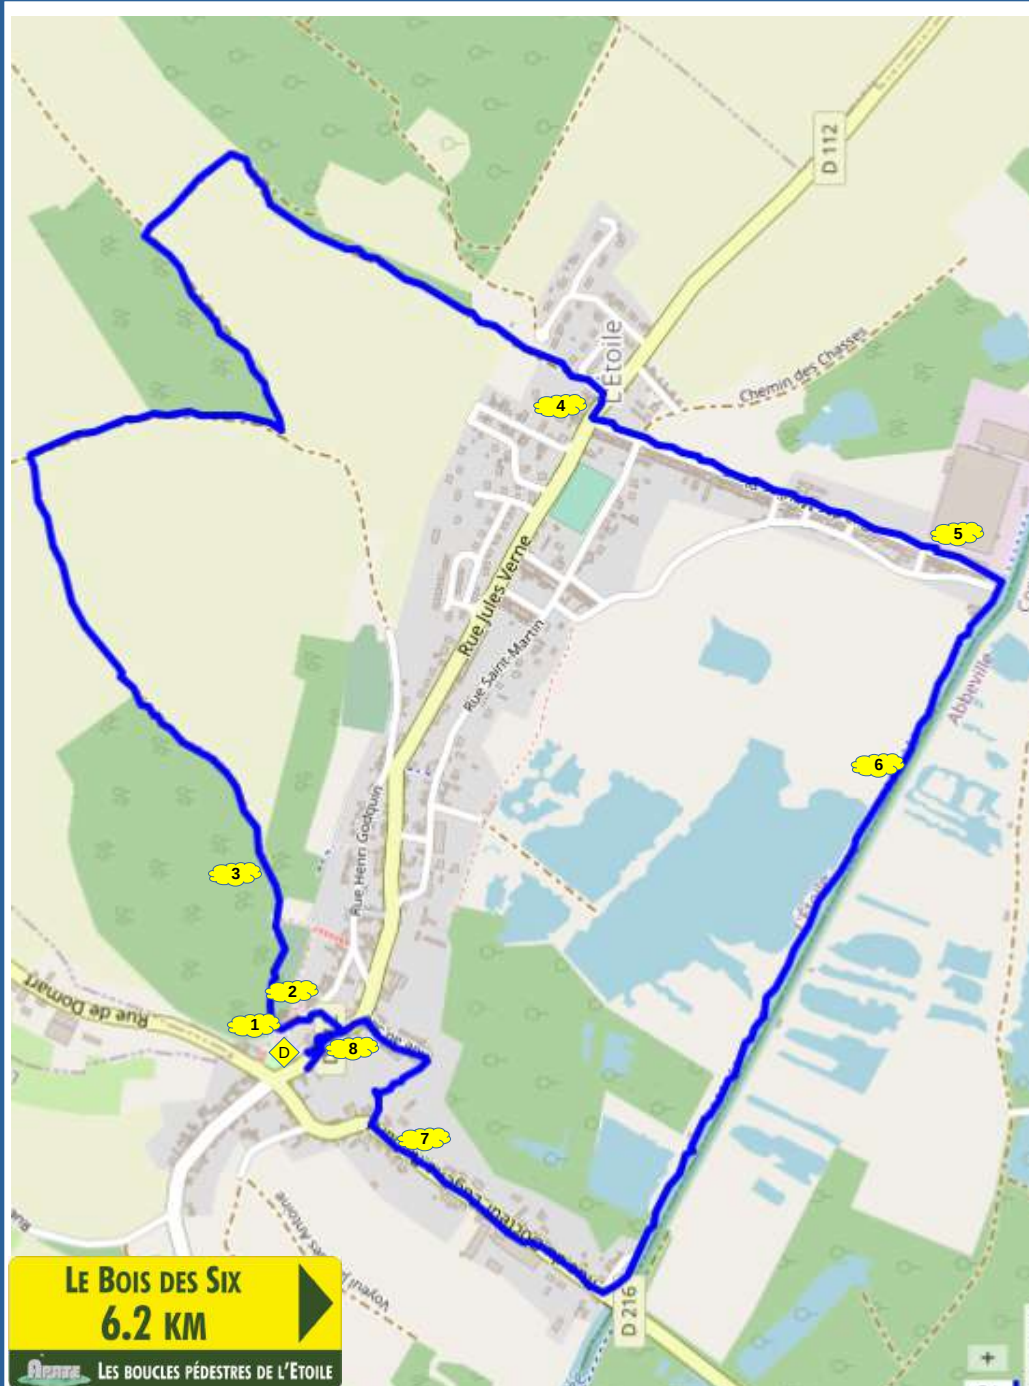 D 112
L'Étoile
4
Chemin des Chasses
5
Rue Jules Verne
Rue Saint-Martin
Abbeville
6
Rue Henri Godquin
3
L'Étoile
2
Rue de Domart
1
D
8
7
D 216
LE BOIS DES SIX
6.2 KM
LES BOUCLES PÉDESTRES DE L'ETOILE
+